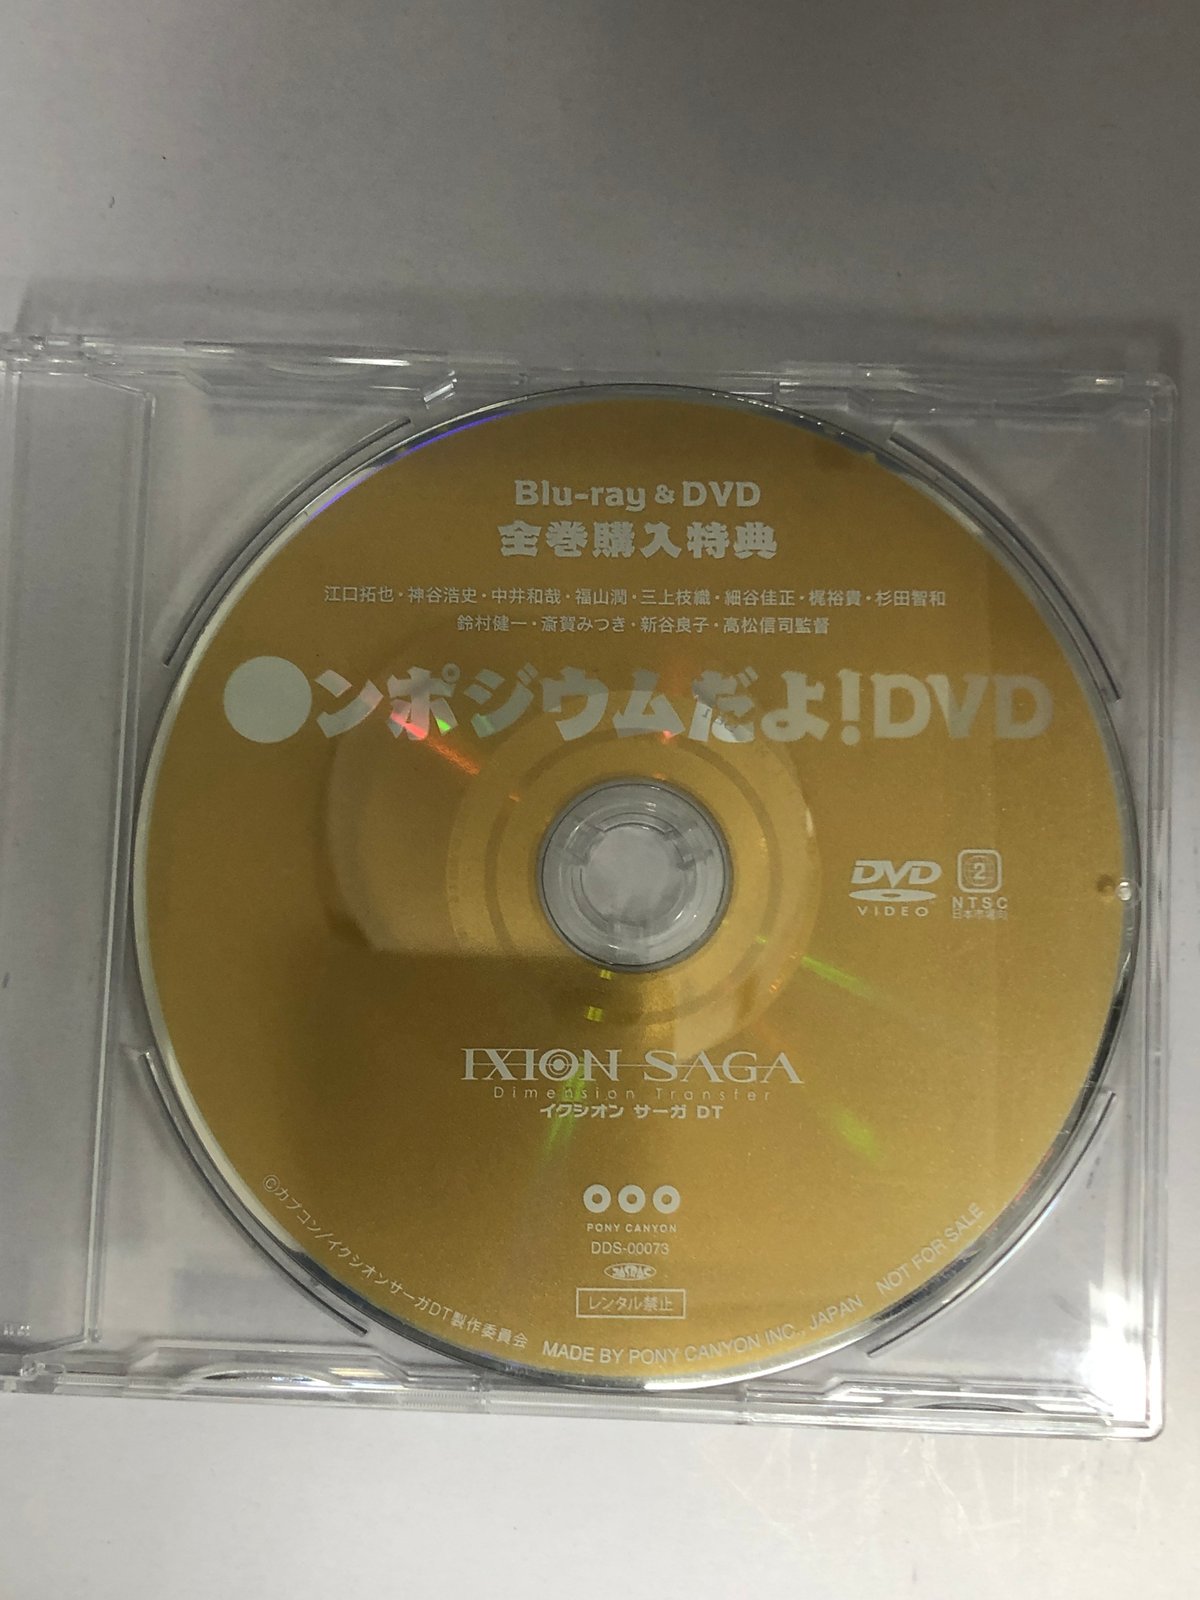 Blu-ray & DVD
全巻購入特典
江口拓也・神谷浩史・中井和哉・福山潤・三上枝織・細谷佳正・梶裕貴・杉田智和
鈴村健一・斎賀みつき・新谷良子・高松信司監督
●ンポジウムだよ!DVD
DVD
VIDEO
2
NTSC
日本市場向
IXION SAGA
Dimension Transfer
イクシオン サーガ DT
PONY CANYON
DDS-00073
JASRAC
レンタル禁止
©カプコン/イクシオンサーガDT製作委員会 MADE BY PONY CANYON INC., JAPAN NOT FOR SALE